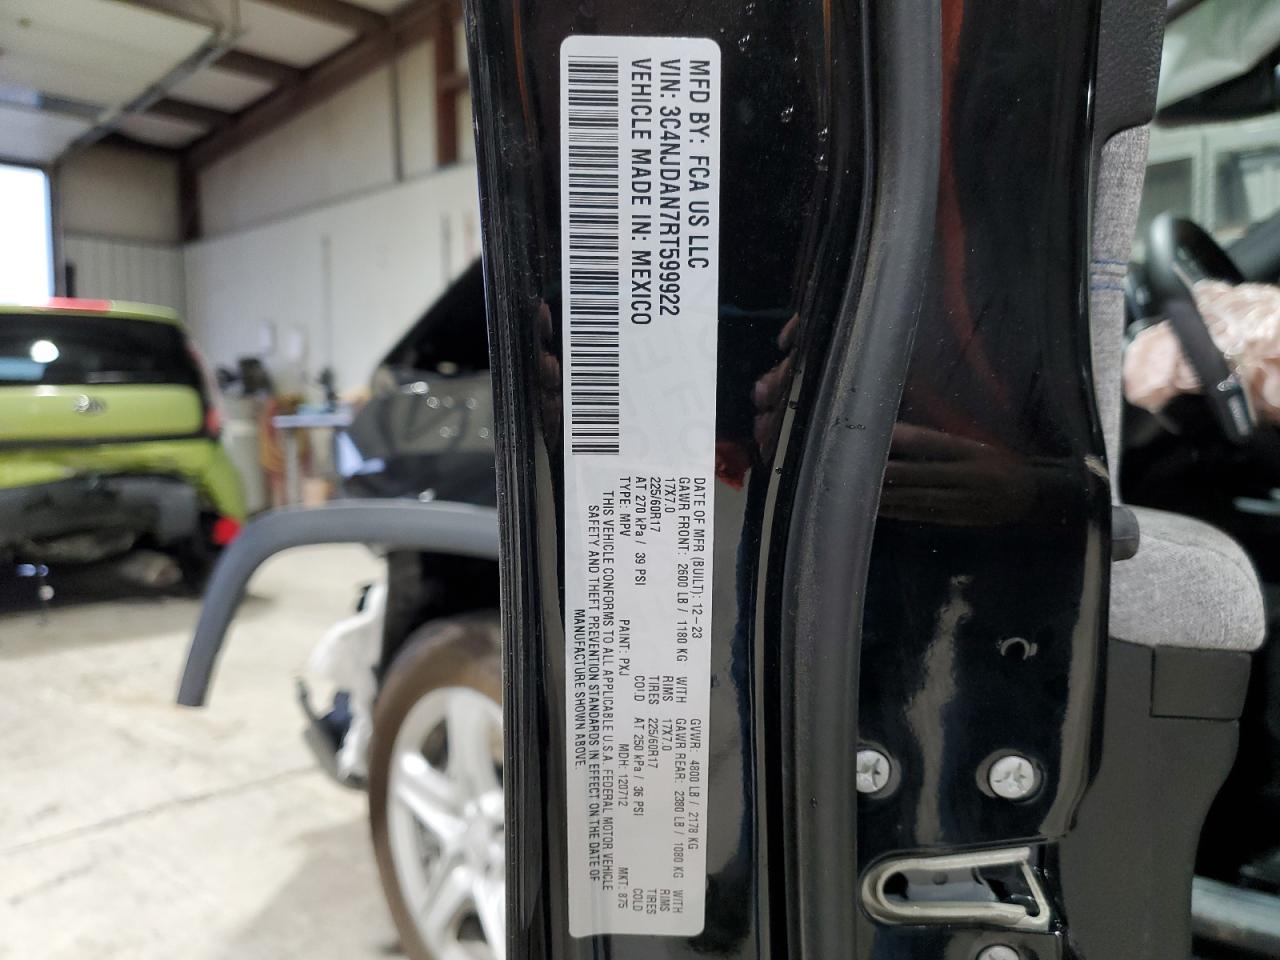 MFD BY: FCA US LLC
VIN: 3C4NJDAN7RT599922
VEHICLE MADE IN: MEXICO
DATE OF MFR (BUILT): 12-23 GVWR: 4800 LB / 2178 KG
GAWR FRONT: 2600 LB / 1180 KG WITH GAWR REAR: 2380 LB / 1080 KG WITH
17X7.0 RIMS 17X7.0 RIMS
225/60R17 TIRES 225/60R17 TIRES
AT 270 kPa / 39 PSI COLD AT 250 kPa / 36 PSI COLD
TYPE: MPV PAINT: PXJ MDH: 120712 MKT: 875
THIS VEHICLE CONFORMS TO ALL APPLICABLE U.S.A. FEDERAL MOTOR VEHICLE
SAFETY AND THEFT PREVENTION STANDARDS IN EFFECT ON THE DATE OF
MANUFACTURE SHOWN ABOVE.